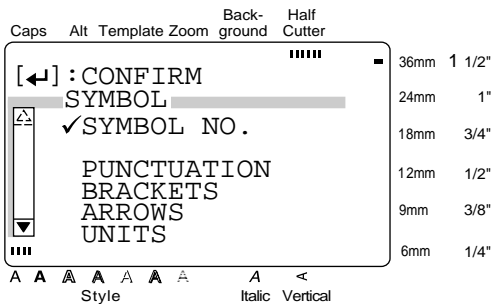 Back- Half
Caps Alt Template Zoom ground Cutter
[↵]:CONFIRM
36mm 1 1/2"
SYMBOL
24mm 1"
✓SYMBOL NO.
18mm 3/4"
PUNCTUATION
12mm 1/2"
BRACKETS
ARROWS
9mm 3/8"
UNITS
6mm 1/4"
A A A A A A A A A
Style Italic Vertical